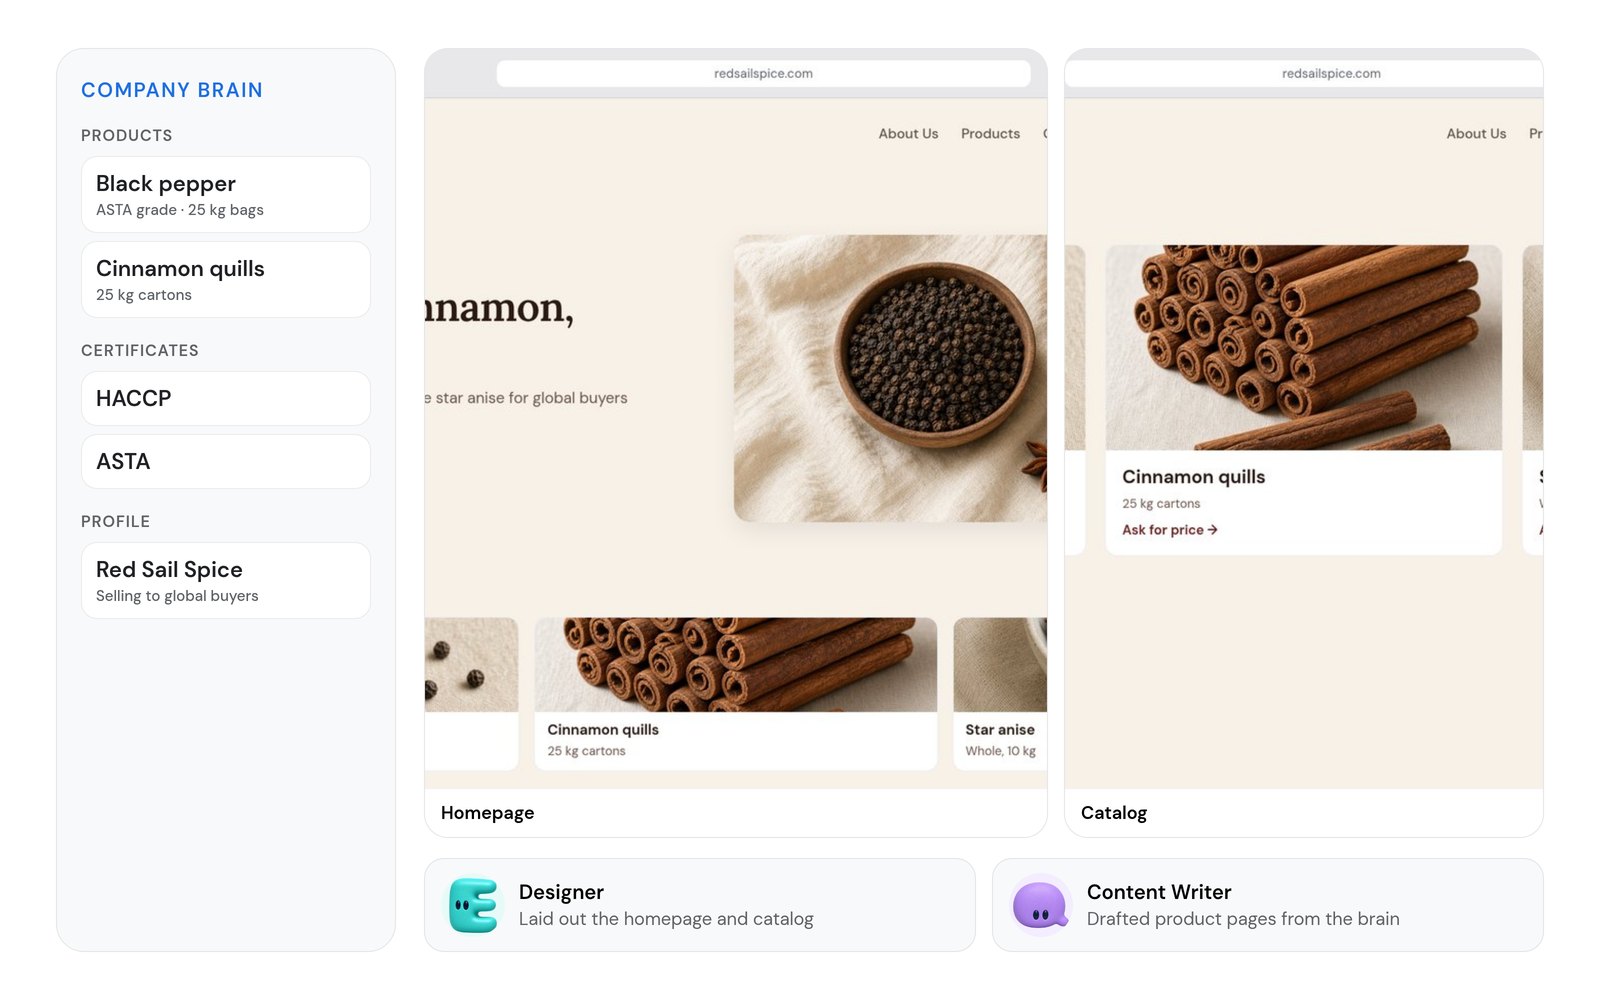 COMPANY BRAIN
PRODUCTS
Black pepper
ASTA grade · 25 kg bags
Cinnamon quills
25 kg cartons
CERTIFICATES
HACCP
ASTA
PROFILE
Red Sail Spice
Selling to global buyers
redsailspice.com
About Us
Products
nnamon,
e star anise for global buyers
Cinnamon quills
25 kg cartons
Star anise
Whole, 10 kg
Homepage
redsailspice.com
About Us
Pr
Cinnamon quills
25 kg cartons
Ask for price →
Catalog
Designer
Laid out the homepage and catalog
Content Writer
Drafted product pages from the brain